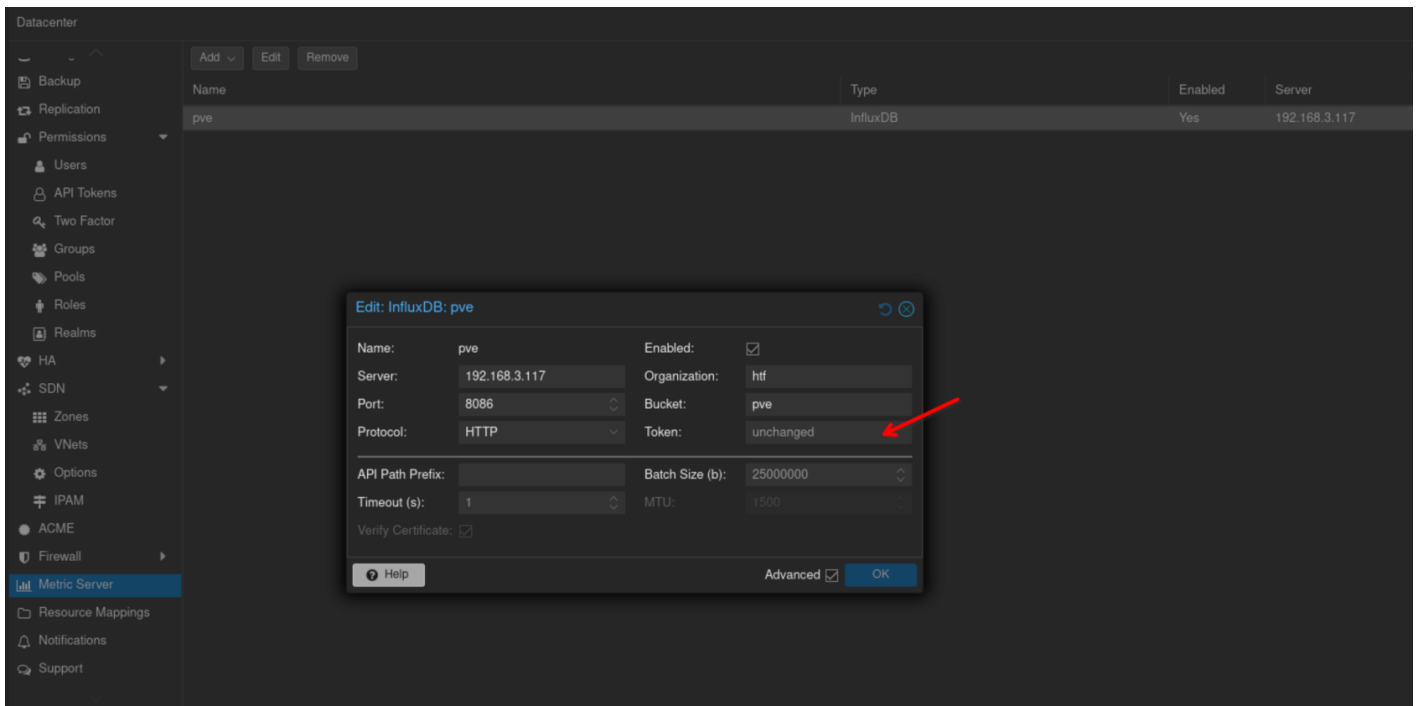 Datacenter
Add Edit Remove
Backup
Name Type Enabled Server
Replication
pve InfluxDB Yes 192.168.3.117
Permissions
Users
API Tokens
Two Factor
Groups
Pools
Roles
Realms
HA
SDN
Zones
VNets
Options
IPAM
ACME
Firewall
Metric Server
Resource Mappings
Notifications
Support
Edit: InfluxDB: pve
Name: pve Enabled:
Server: 192.168.3.117 Organization: htf
Port: 8086 Bucket: pve
Protocol: HTTP Token: unchanged
API Path Prefix: Batch Size (b): 25000000
Timeout (s): 1 MTU: 1500
Verify Certificate:
Help Advanced OK